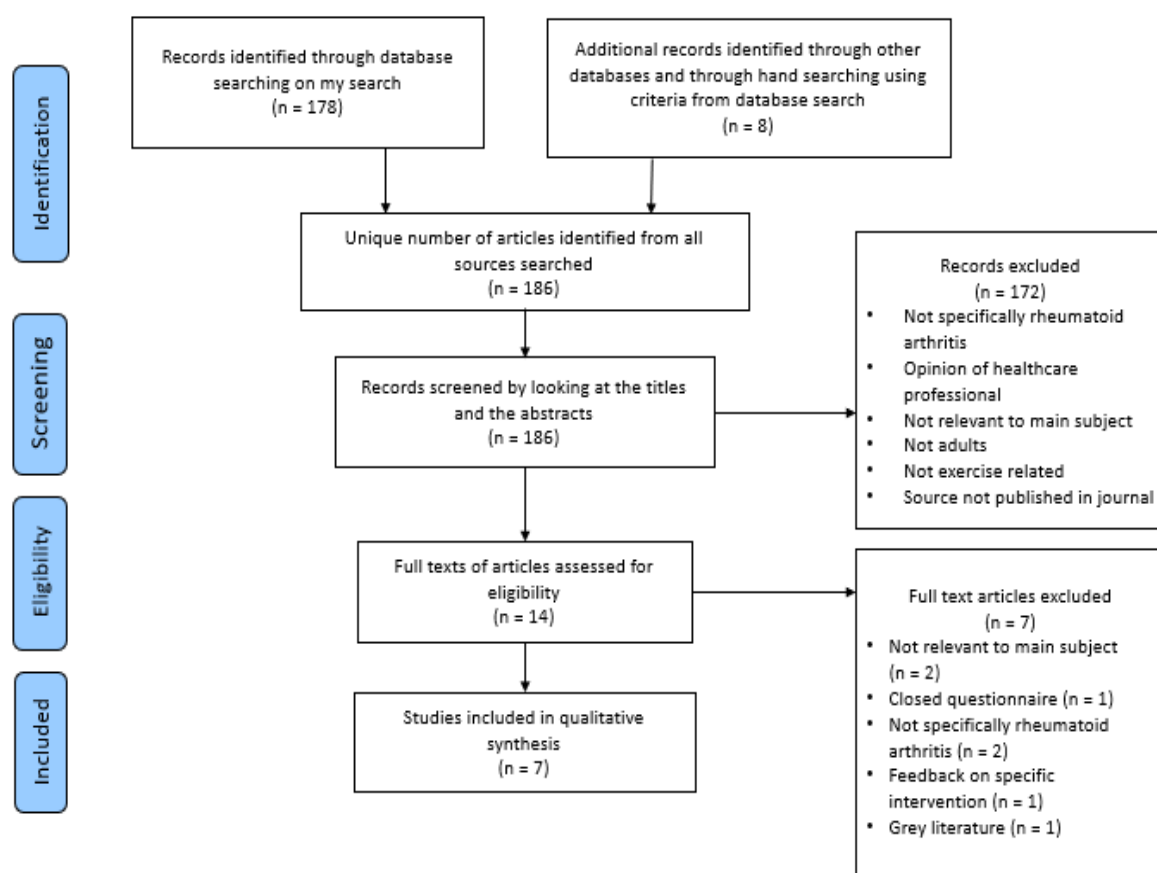 Records identified through database
searching on my search
(n = 178)
Additional records identified through other
databases and through hand searching using
criteria from database search
(n = 8)
Identification
Unique number of articles identified from all
sources searched
(n = 186)
Records excluded
(n = 172)
• Not specifically rheumatoid
arthritis
• Opinion of healthcare
professional
• Not relevant to main subject
• Not adults
• Not exercise related
• Source not published in journal
Screening
Records screened by looking at the titles
and the abstracts
(n = 186)
Eligibility
Full texts of articles assessed for
eligibility
(n = 14)
Full text articles excluded
(n = 7)
• Not relevant to main subject
(n = 2)
• Closed questionnaire (n = 1)
• Not specifically rheumatoid
arthritis (n = 2)
• Feedback on specific
intervention (n = 1)
• Grey literature (n = 1)
Included
Studies included in qualitative
synthesis
(n = 7)